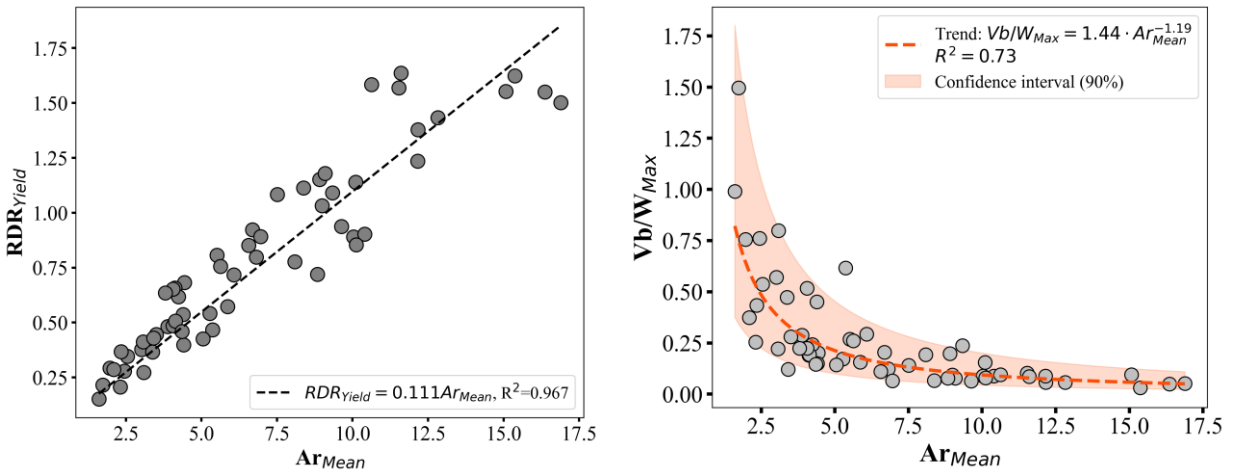 1.75
1.50
1.25
1.00
0.75
0.50
0.25
RDR_Yield
RDR_Yield = 0.111Ar_Mean, R²=0.967
2.5 5.0 7.5 10.0 12.5 15.0 17.5
Ar_Mean
1.75
1.50
1.25
1.00
0.75
0.50
0.25
0.00
Vb/W_Max
Trend: Vb/W_Max = 1.44 · Ar_Mean^−1.19
R² = 0.73
Confidence interval (90%)
2.5 5.0 7.5 10.0 12.5 15.0 17.5
Ar_Mean